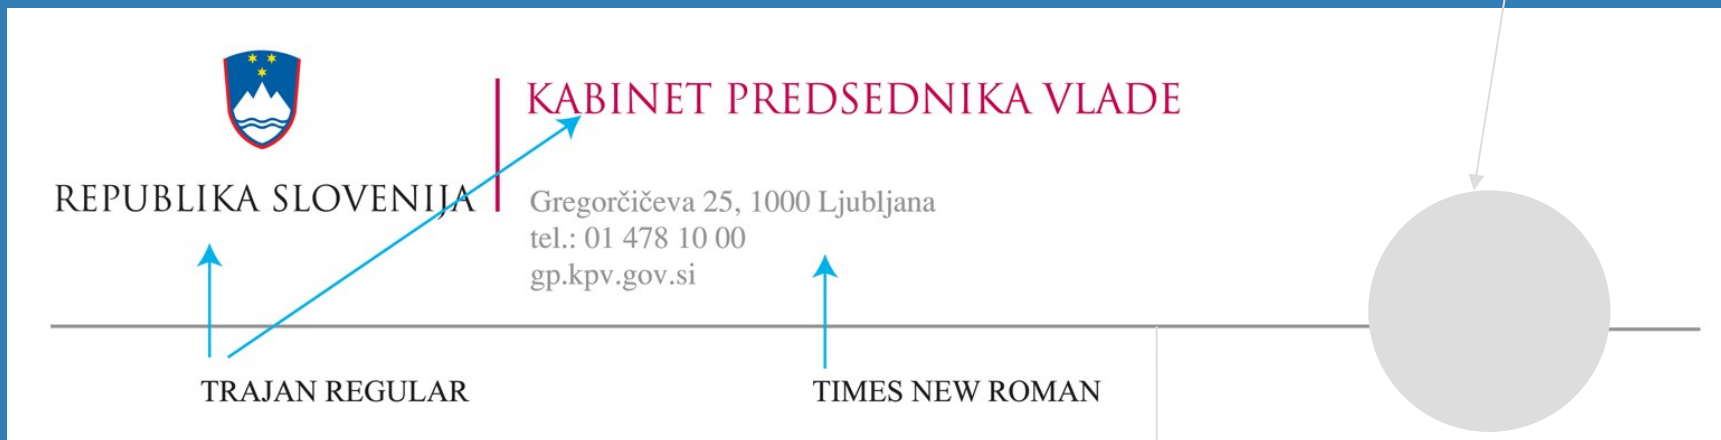 KABINET PREDSEDNIKA VLADE
REPUBLIKA SLOVENIJA
Gregorčičeva 25, 1000 Ljubljana
tel.: 01 478 10 00
gp.kpv.gov.si
TRAJAN REGULAR
TIMES NEW ROMAN